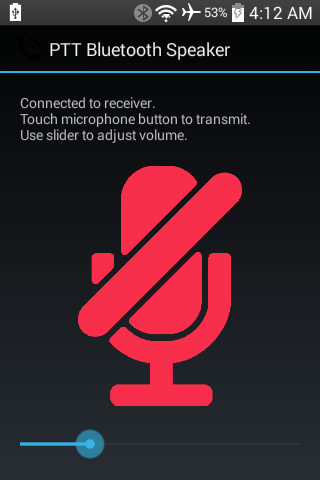 53% 4:12 AM
PTT Bluetooth Speaker
Connected to receiver.
Touch microphone button to transmit.
Use slider to adjust volume.